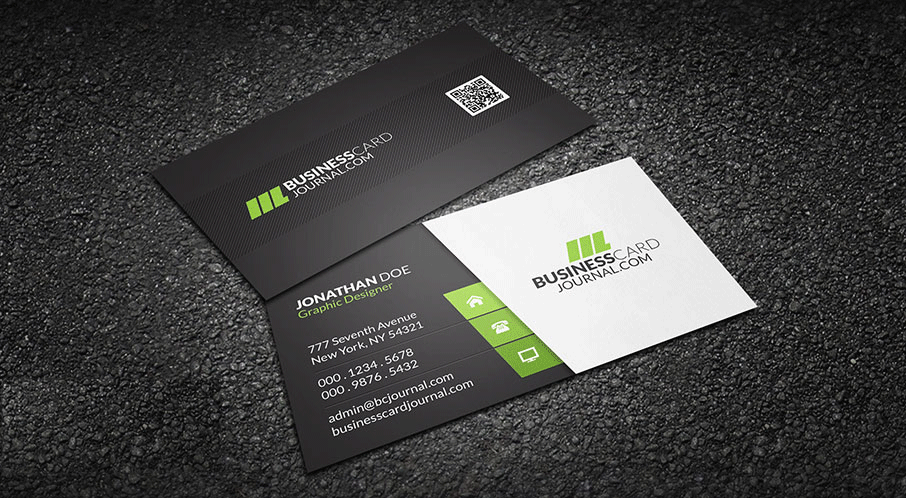 BUSINESSCARD
JOURNAL.COM
JONATHAN DOE
Graphic Designer
777 Seventh Avenue
New York, NY 54321
000 . 1234 . 5678
000 . 9876 . 5432
admin@bcjournal.com
businesscardjournal.com
BUSINESSCARD
JOURNAL.COM